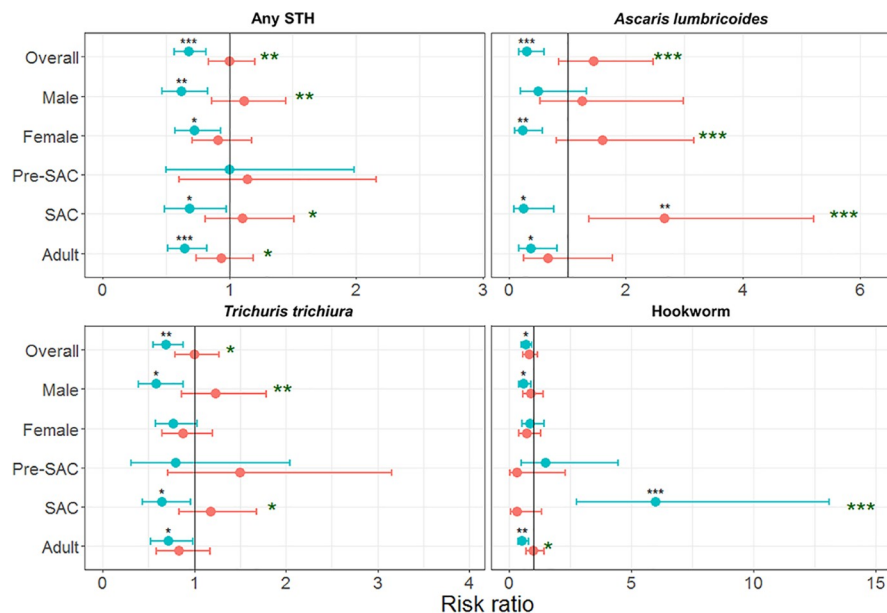 Any STH
Ascaris lumbricoides
Overall
*** ** *** ***
Male
** **
Female
* ** ***
Pre-SAC
SAC
* * * ** ***
Adult
*** * *
0 1 2 3
0 2 4 6
Trichuris trichiura
Hookworm
Overall
** * *
Male
* ** *
Female
Pre-SAC
SAC
* * *** ***
Adult
* ** *
0 1 2 3 4
0 5 10 15
Risk ratio